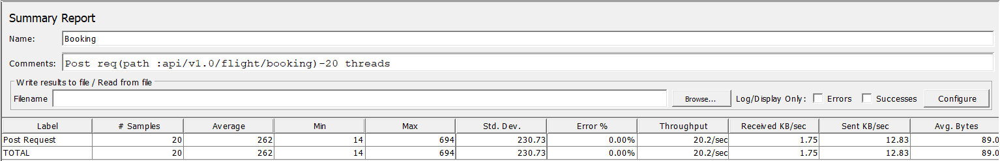 Summary Report
Name: Booking
Comments: Post req(path :api/v1.0/flight/booking)-20 threads
Write results to file / Read from file
Filename Browse... Log/Display Only: Errors Successes Configure
Label # Samples Average Min Max Std. Dev. Error % Throughput Received KB/sec Sent KB/sec Avg. Bytes
Post Request 20 262 14 694 230.73 0.00% 20.2/sec 1.75 12.83 89.0
TOTAL 20 262 14 694 230.73 0.00% 20.2/sec 1.75 12.83 89.0